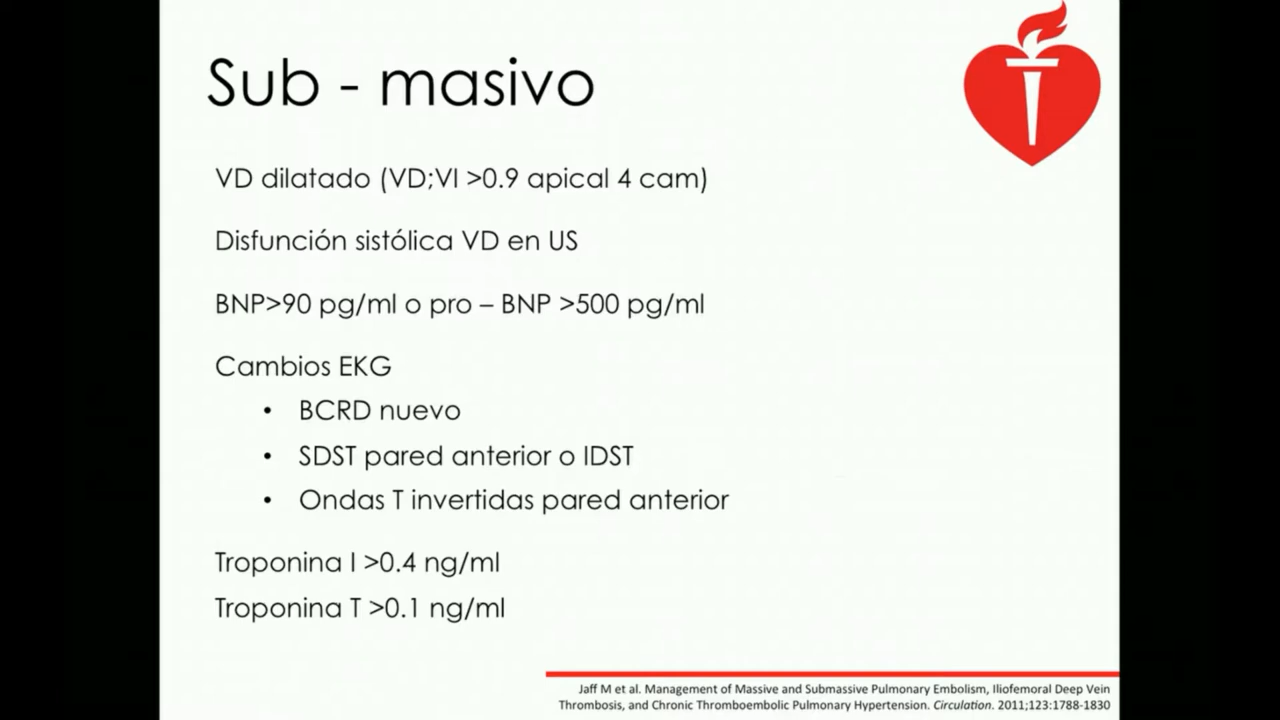 Sub - masivo
VD dilatado (VD;VI >0.9 apical 4 cam)
Disfunción sistólica VD en US
BNP>90 pg/ml o pro – BNP >500 pg/ml
Cambios EKG
• BCRD nuevo
• SDST pared anterior o IDST
• Ondas T invertidas pared anterior
Troponina I >0.4 ng/ml
Troponina T >0.1 ng/ml
Jaff M et al. Management of Massive and Submassive Pulmonary Embolism, Iliofemoral Deep Vein
Thrombosis, and Chronic Thromboembolic Pulmonary Hypertension. Circulation. 2011;123:1788-1830